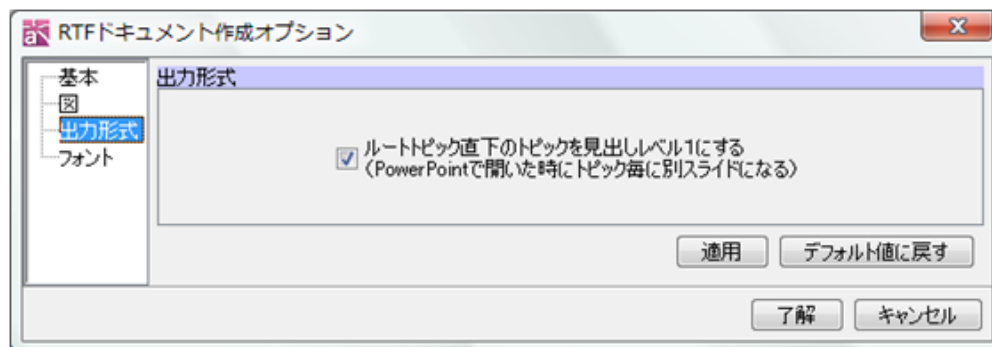 RTFドキュメント作成オプション
基本
図
出力形式
フォント
出力形式
ルートトピック直下のトピックを見出しレベル1にする
(PowerPointで開いた時にトピック毎に別スライドになる)
適用
デフォルト値に戻す
了解
キャンセル